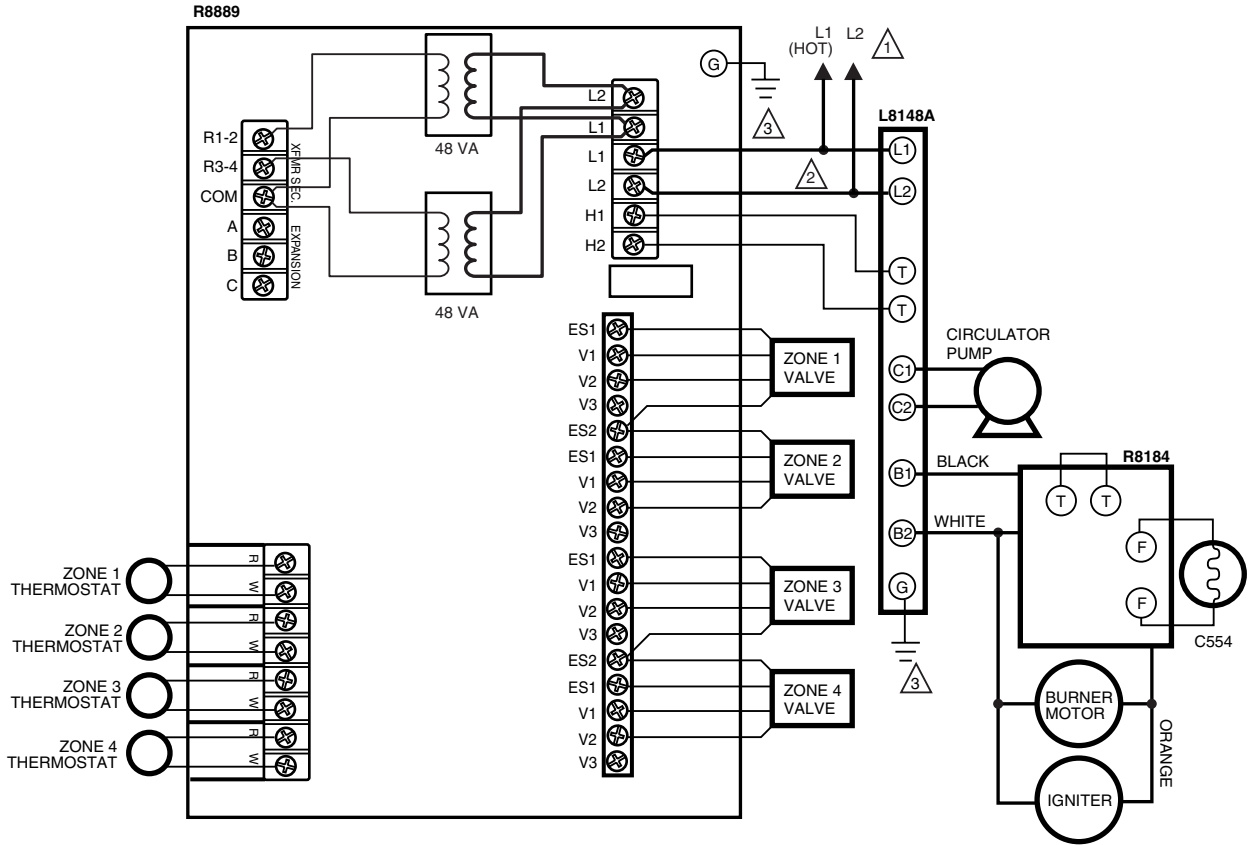 R8889
48 VA
48 VA
R1-2
R3-4
COM
A
B
C
XFMR SEC.
EXPANSION
G
3
L2
L1
L1
L2
H1
H2
L1
(HOT)
L2
1
2
L8148A
L1
L2
T
T
C1
C2
B1
B2
G
3
CIRCULATOR
PUMP
BLACK
WHITE
R8184
T
T
F
F
C554
BURNER
MOTOR
ORANGE
IGNITER
ES1
V1
V2
V3
ES2
ES1
V1
V2
V3
ES1
V1
V2
V3
ES2
ES1
V1
V2
V3
ZONE 1
VALVE
ZONE 2
VALVE
ZONE 3
VALVE
ZONE 4
VALVE
ZONE 1
THERMOSTAT
R
W
ZONE 2
THERMOSTAT
R
W
ZONE 3
THERMOSTAT
R
W
ZONE 4
THERMOSTAT
R
W